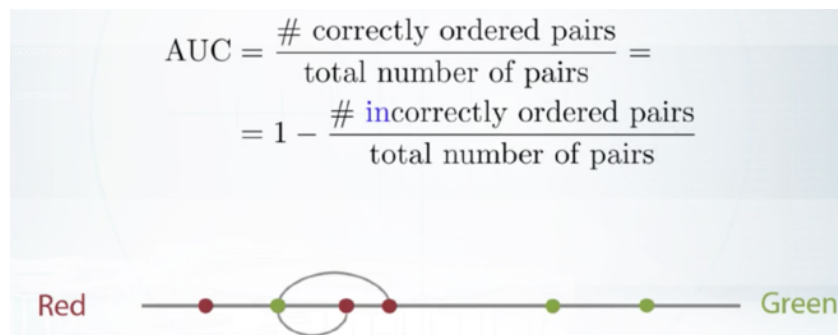 AUC = # correctly ordered pairs / total number of pairs =
= 1 − # incorrectly ordered pairs / total number of pairs
Red Green